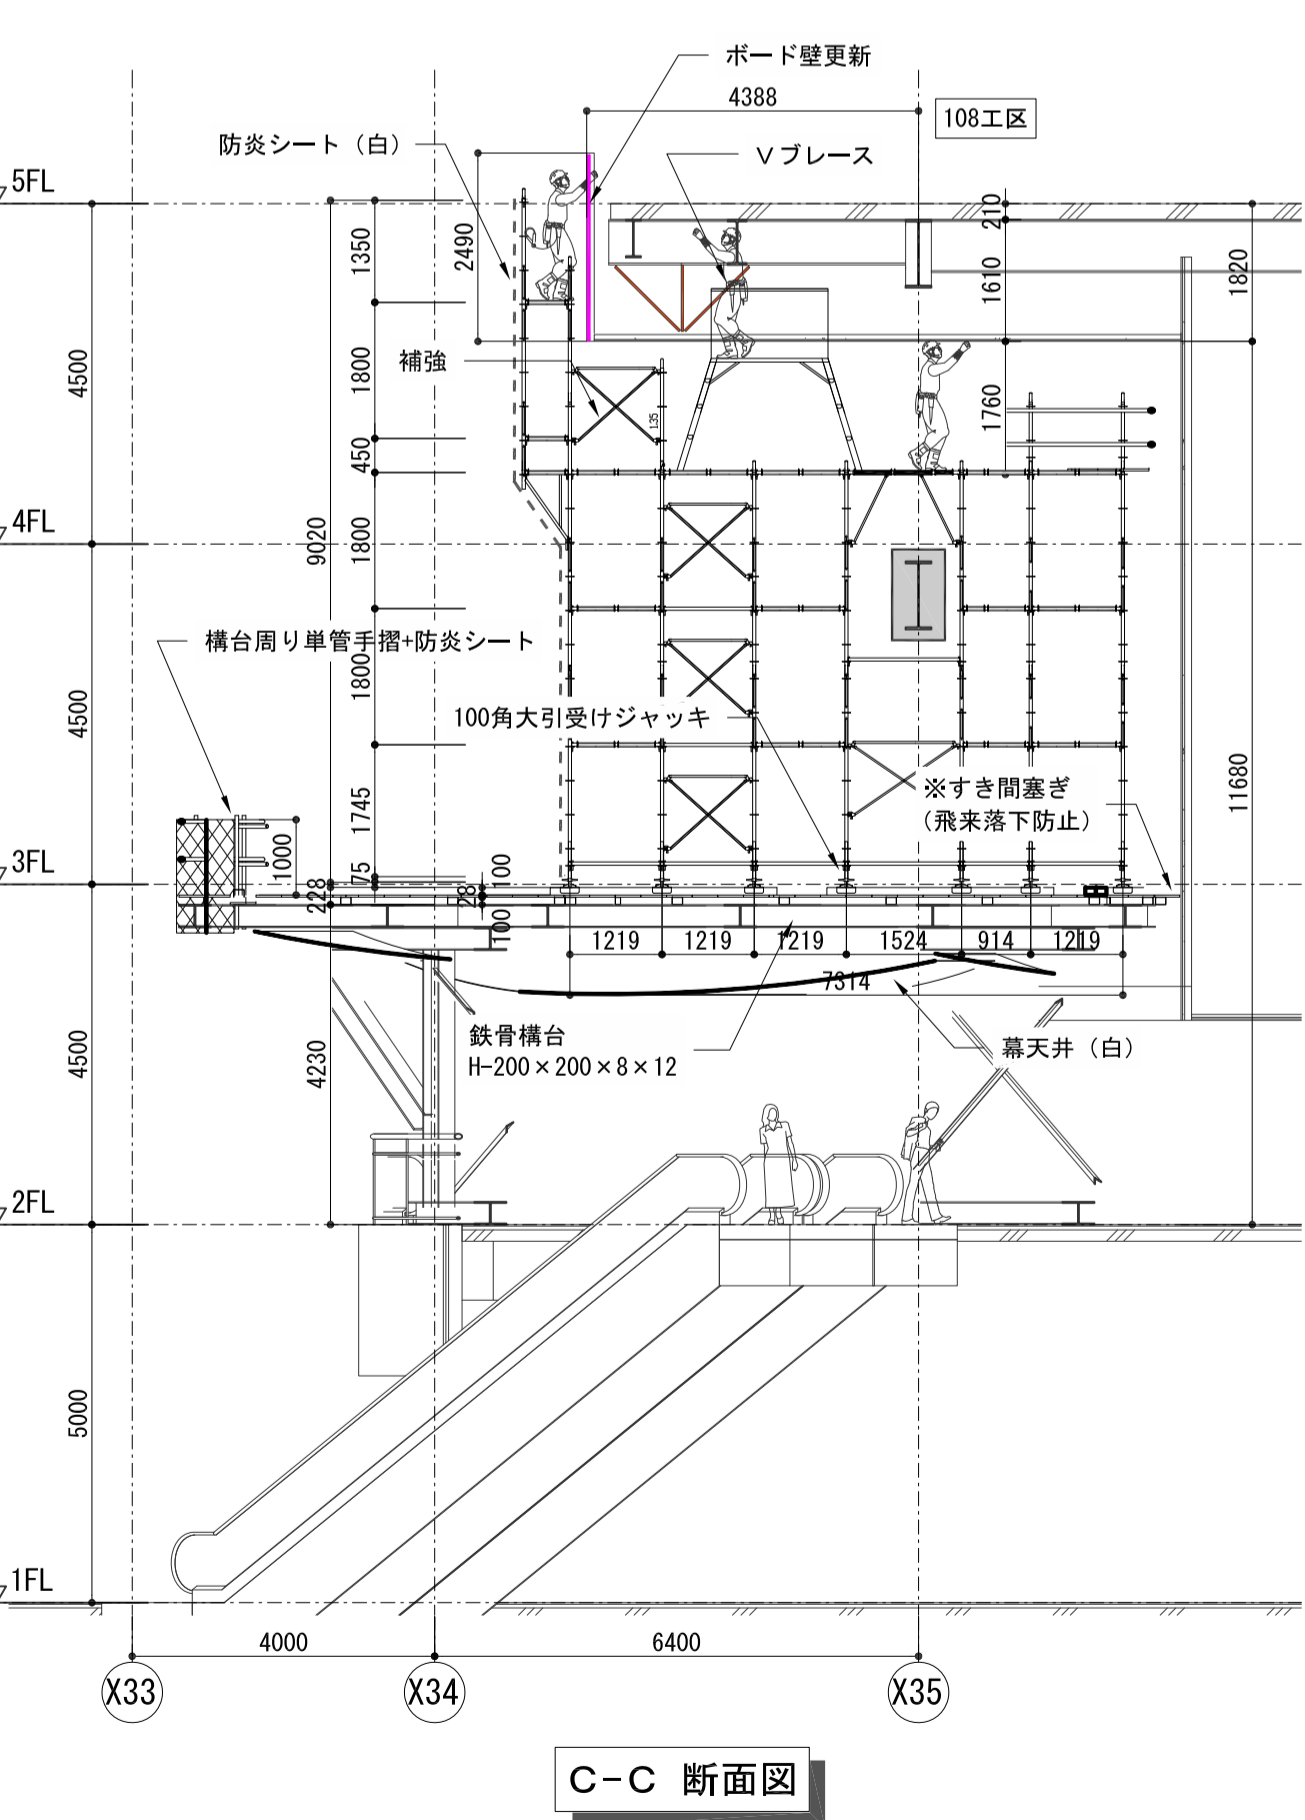 ボード壁更新
4388
108工区
防炎シート（白）
Vブレース
5FL
210
1350
2490
1610
1820
4500
1800
補強
135
1760
450
4FL
9020
1800
構台周り単管手摺+防炎シート
1800
4500
100角大引受けジャッキ
※すき間塞ぎ
（飛来落下防止）
11680
1745
1000
3FL
75
228
100
28
100
1219
1219
1219
1524
914
1219
7314
鉄骨構台
H-200×200×8×12
幕天井（白）
4500
4230
2FL
5000
1FL
4000
6400
X33
X34
X35
C-C 断面図